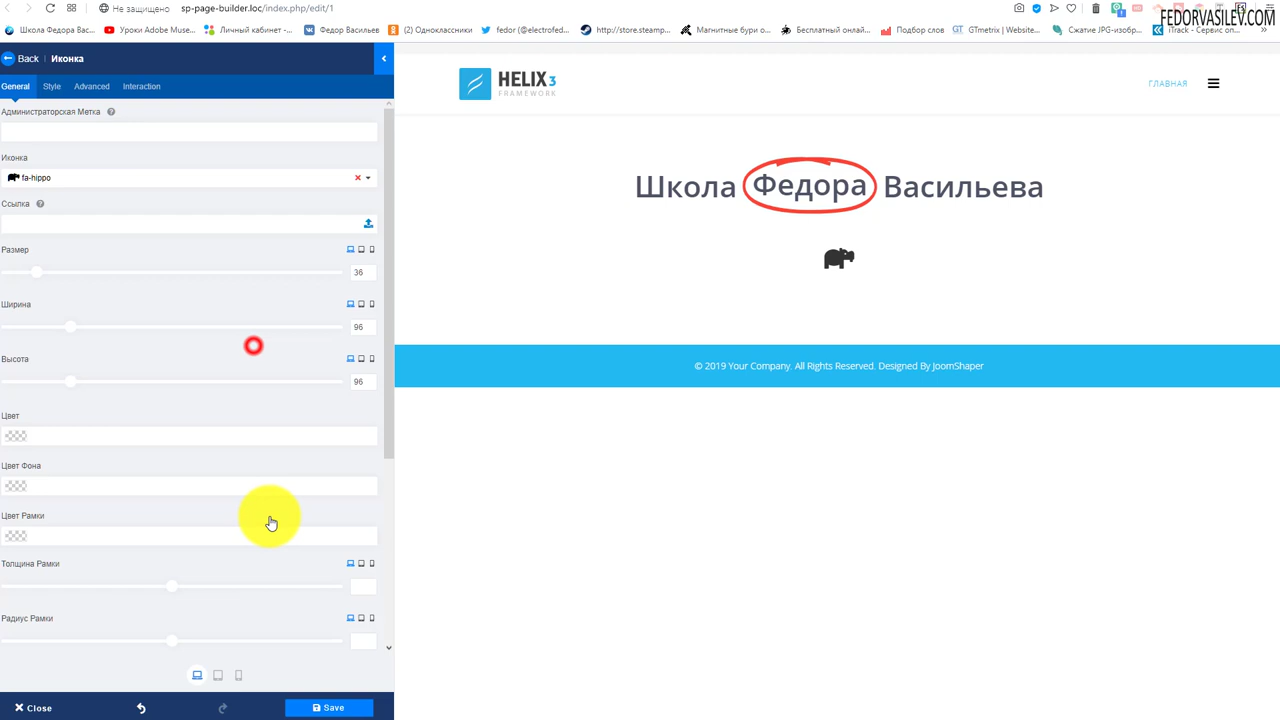 Не защищено
sp-page-builder.loc/index.php/edit/1
FEDORVASILEV.COM
Школа Федора Вас...
Уроки Adobe Muse...
Личный кабинет -...
Федор Васильев
(2) Одноклассники
fedor (@electrofed...
http://store.steamp...
Магнитные бури о...
Бесплатный онлай...
Подбор слов
GTmetrix | Website...
Сжатие JPG-изобр...
iTrack - Сервис оп...
Back
Иконка
General
Style
Advanced
Interaction
Администраторская Метка
Иконка
fa-hippo
Ссылка
Размер
36
Ширина
96
Высота
96
Цвет
Цвет Фона
Цвет Рамки
Толщина Рамки
Радиус Рамки
Close
Save
HELIX3
FRAMEWORK
ГЛАВНАЯ
Школа Федора Васильева
© 2019 Your Company. All Rights Reserved. Designed By JoomShaper